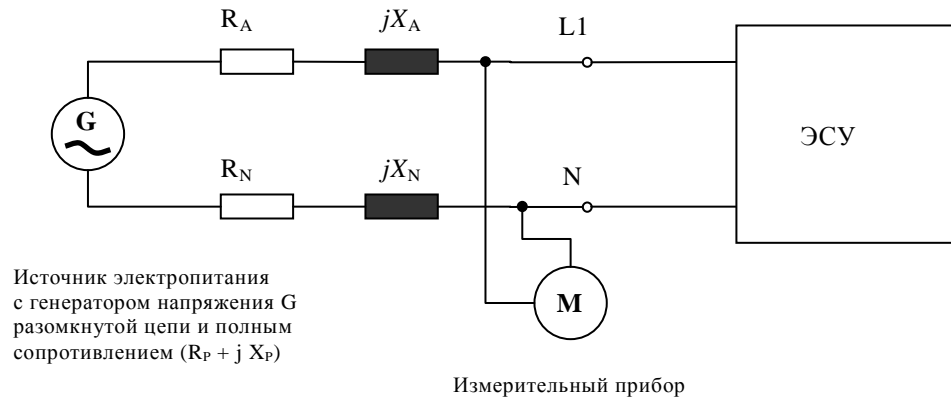 R_A jX_A L1
G
ЭСУ
R_N jX_N N
Источник электропитания
с генератором напряжения G
разомкнутой цепи и полным
сопротивлением (R_P + j X_P)
M
Измерительный прибор